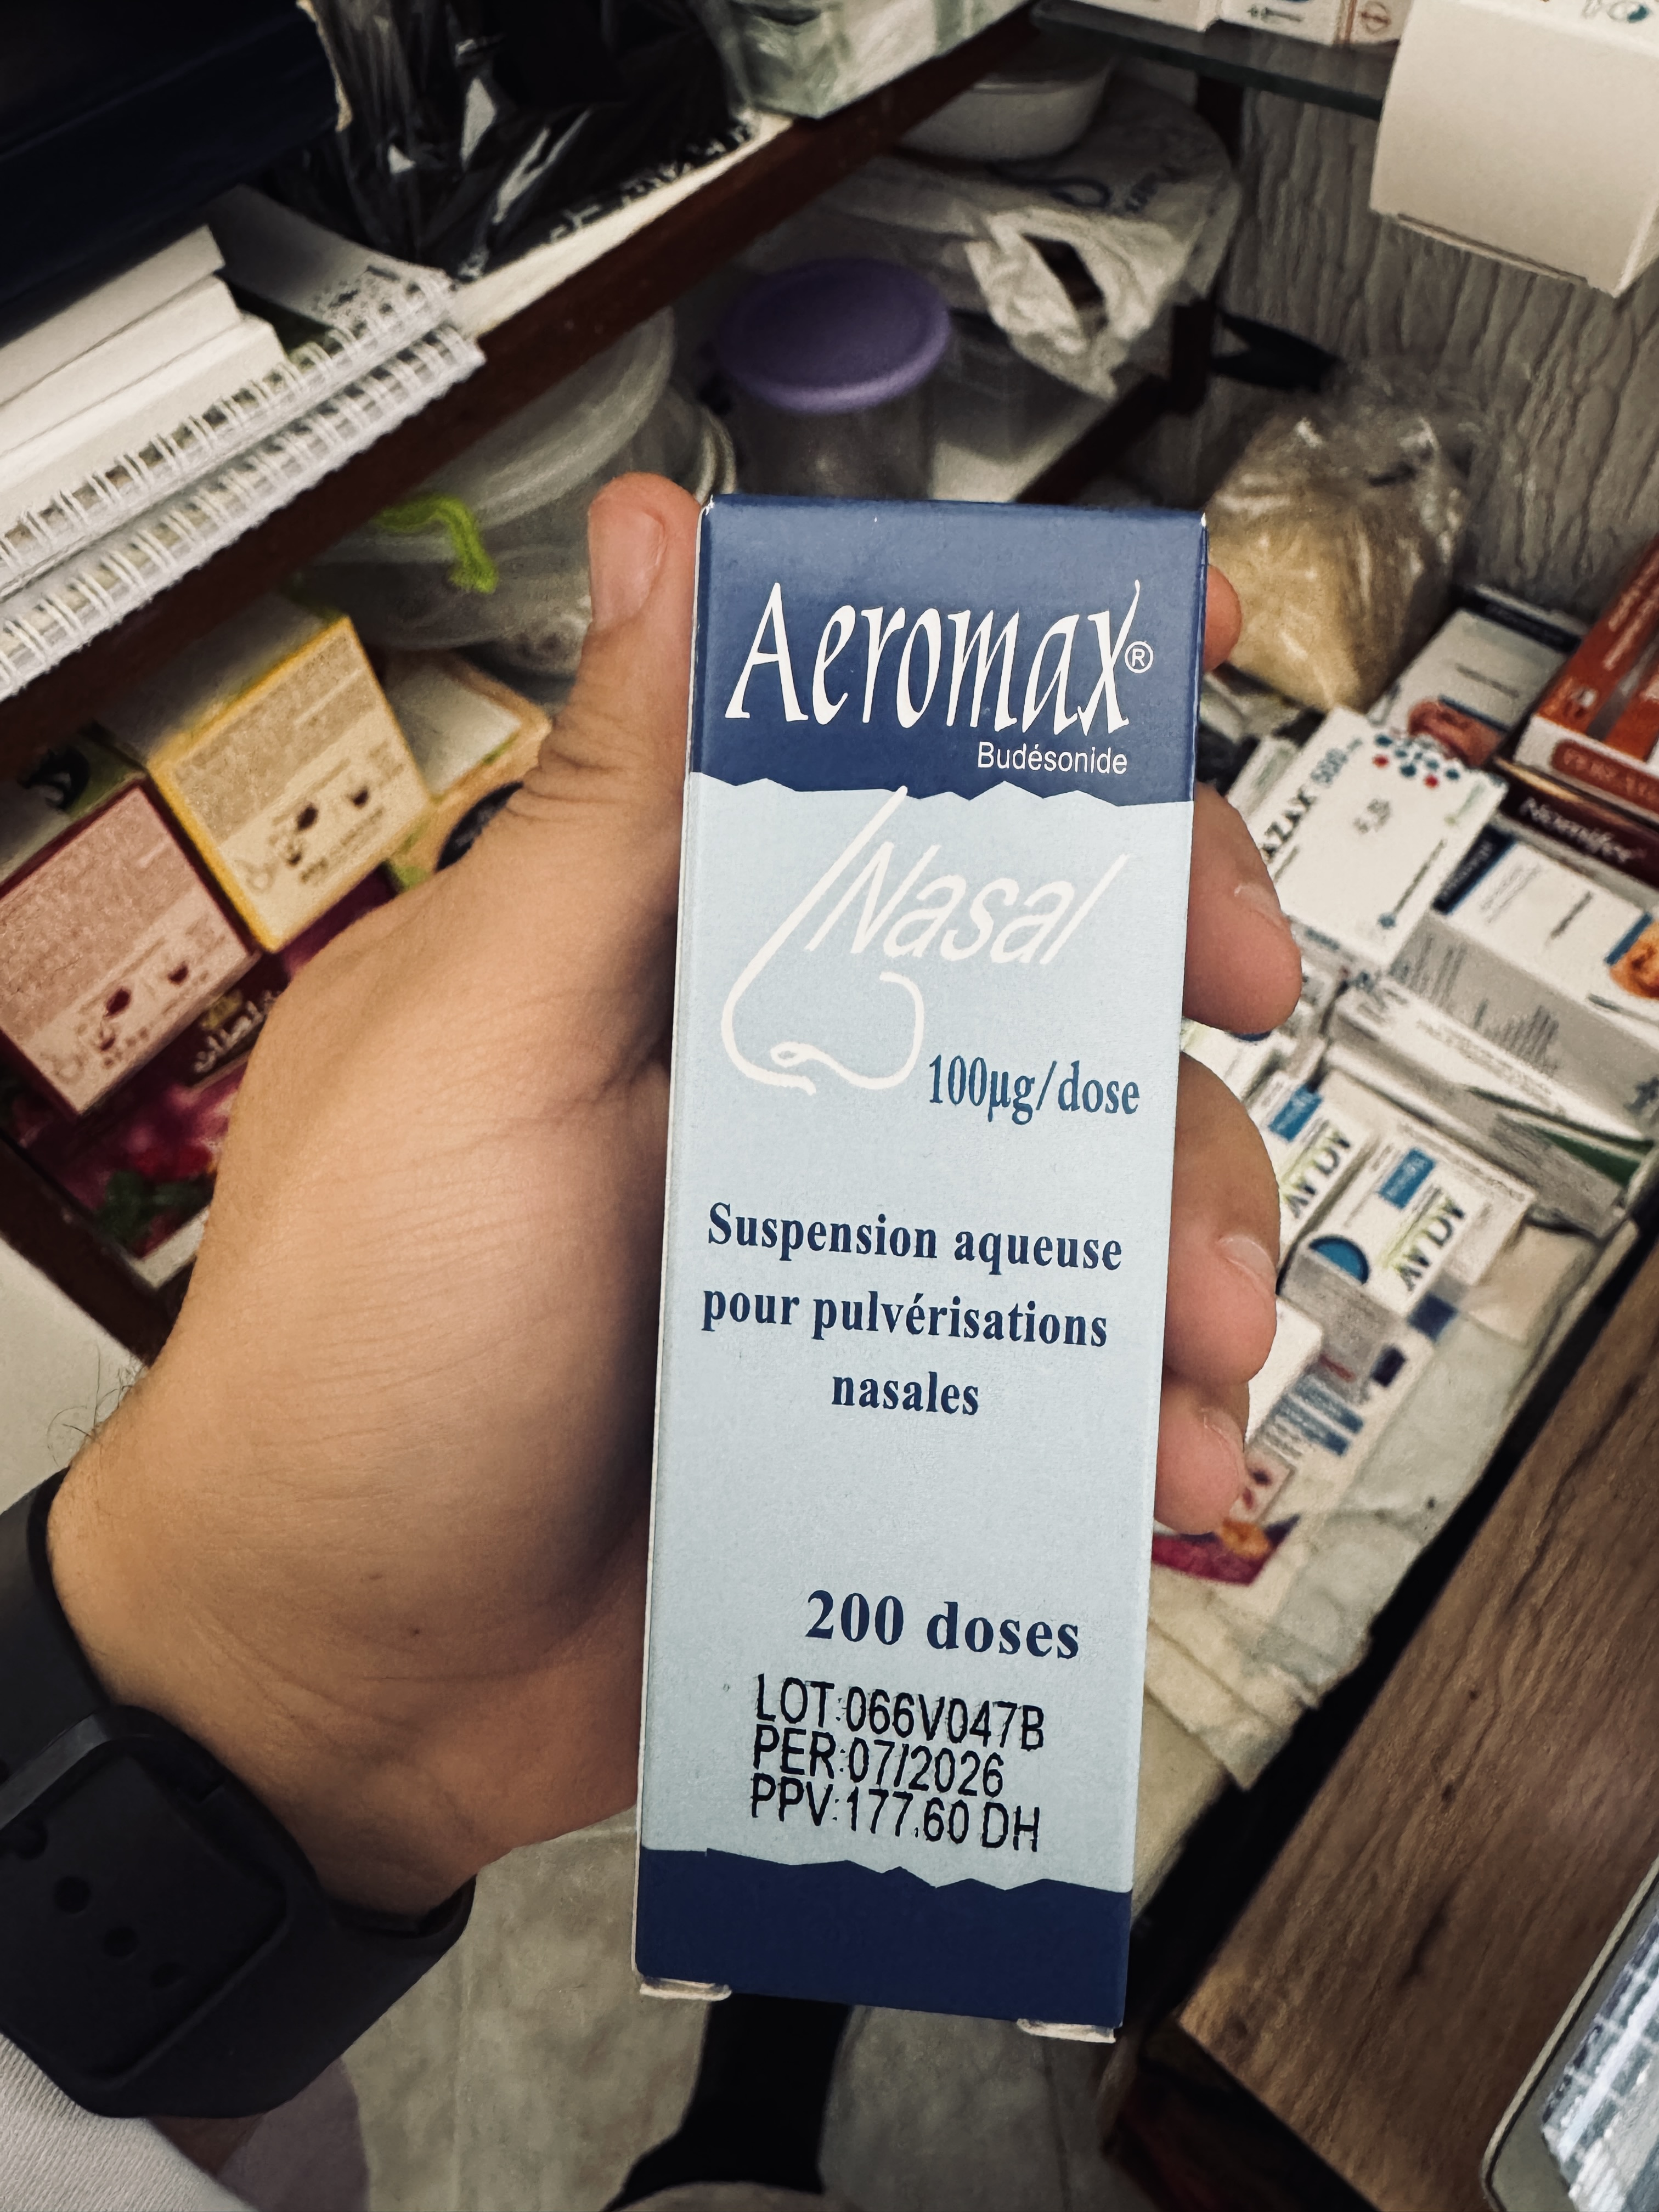 Aeromax®
Budésonide
Nasal
100µg/dose
Suspension aqueuse
pour pulvérisations
nasales
200 doses
LOT:066V047B
PER:07/2026
PPV:177.60 DH